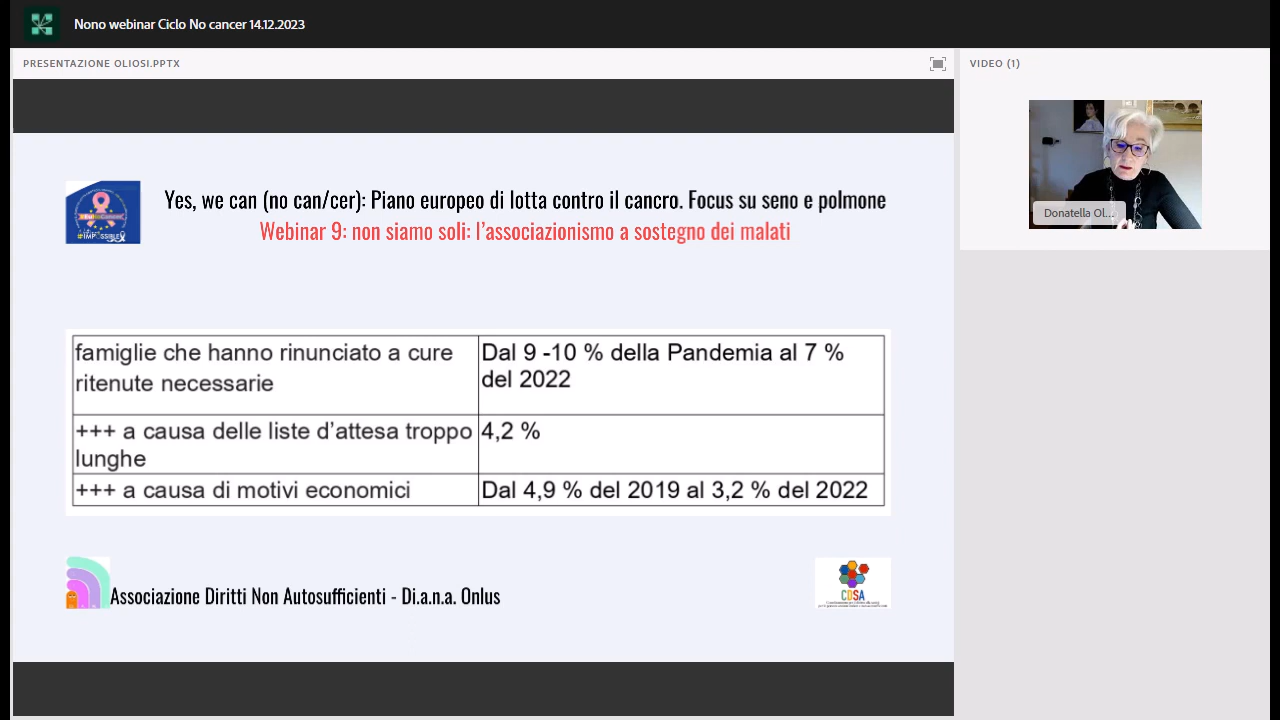 Nono webinar Ciclo No cancer 14.12.2023
PRESENTAZIONE OLIOSI.PPTX
VIDEO (1)
Yes, we can (no can/cer): Piano europeo di lotta contro il cancro. Focus su seno e polmone
Webinar 9: non siamo soli: l'associazionismo a sostegno dei malati
Donatella Ol...
famiglie che hanno rinunciato a cure
ritenute necessarie
Dal 9 -10 % della Pandemia al 7 %
del 2022
+++ a causa delle liste d'attesa troppo
lunghe
4,2 %
+++ a causa di motivi economici
Dal 4,9 % del 2019 al 3,2 % del 2022
Associazione Diritti Non Autosufficienti - Di.a.n.a. Onlus
CDSA